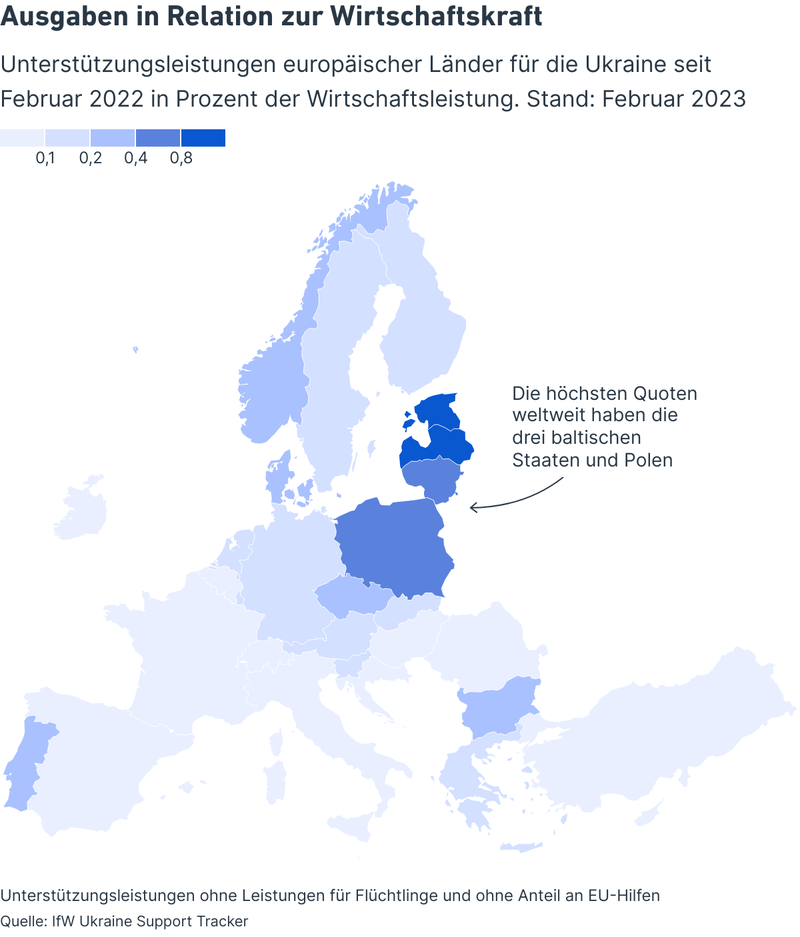 Ausgaben in Relation zur Wirtschaftskraft
Unterstützungsleistungen europäischer Länder für die Ukraine seit
Februar 2022 in Prozent der Wirtschaftsleistung. Stand: Februar 2023
0,1 0,2 0,4 0,8
Die höchsten Quoten
weltweit haben die
drei baltischen
Staaten und Polen
Unterstützungsleistungen ohne Leistungen für Flüchtlinge und ohne Anteil an EU-Hilfen
Quelle: IfW Ukraine Support Tracker